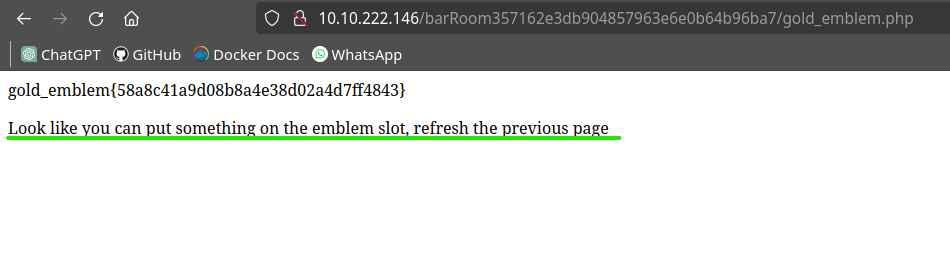 10.10.222.146/barRoom357162e3db904857963e6e0b64b96ba7/gold_emblem.php
ChatGPT GitHub Docker Docs WhatsApp
gold_emblem{58a8c41a9d08b8a4e38d02a4d7ff4843}
Look like you can put something on the emblem slot, refresh the previous page